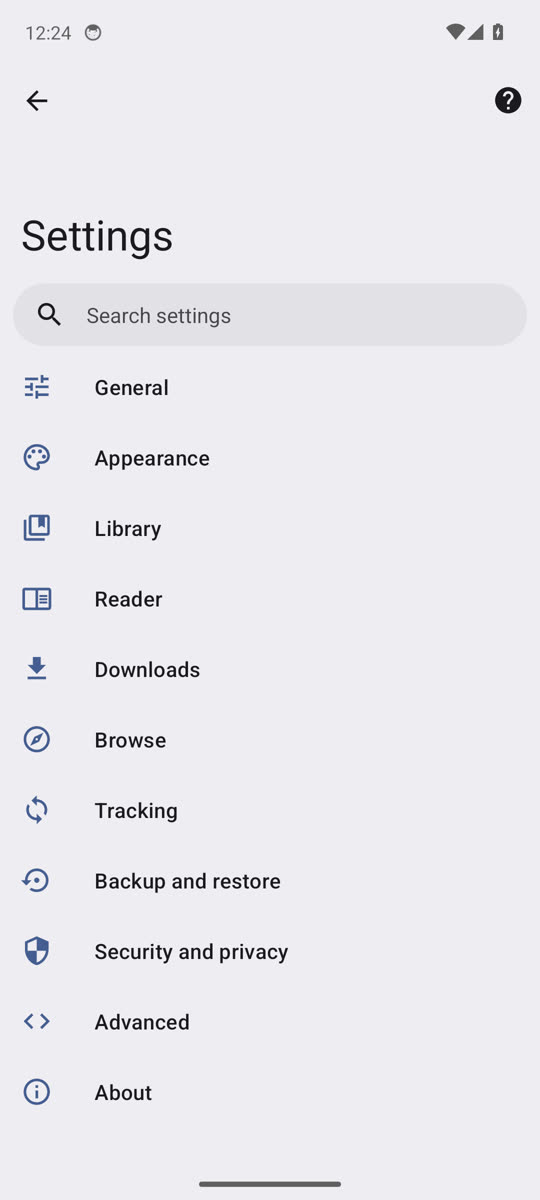 12:24
Settings
Search settings
General
Appearance
Library
Reader
Downloads
Browse
Tracking
Backup and restore
Security and privacy
Advanced
About